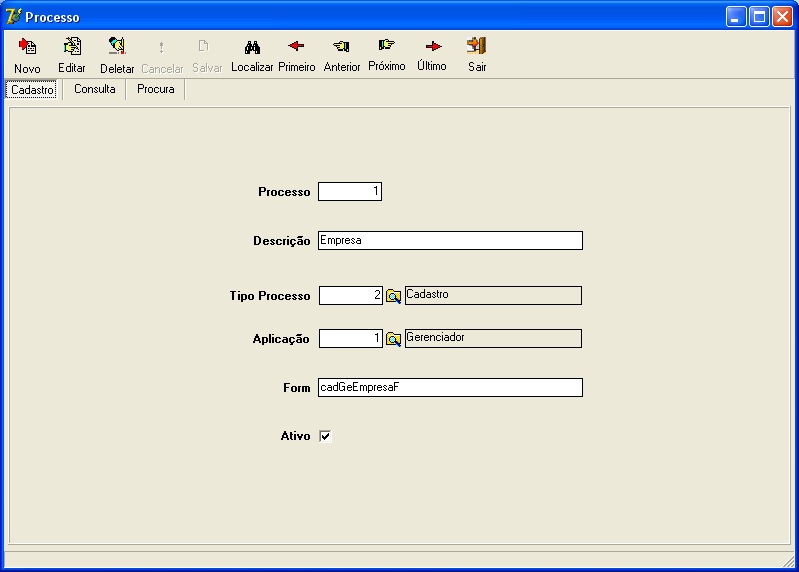 Processo
Novo Editar Deletar Cancelar Salvar Localizar Primeiro Anterior Próximo Último Sair
Cadastro Consulta Procura
Processo 1
Descrição Empresa
Tipo Processo 2 Cadastro
Aplicação 1 Gerenciador
Form cadGeEmpresaF
Ativo